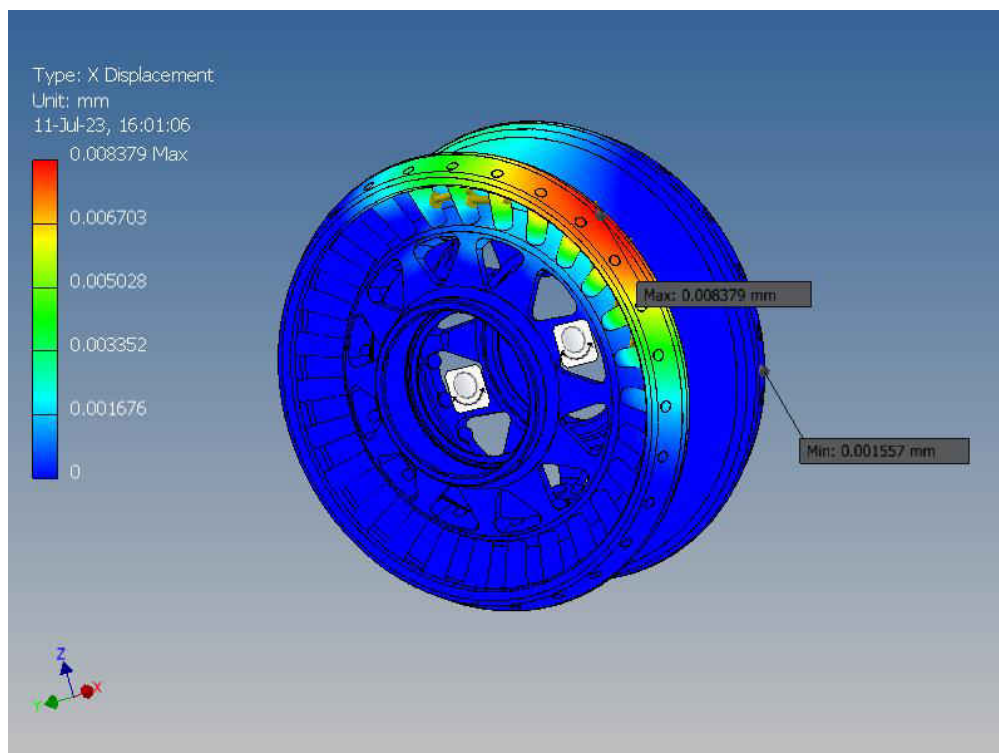 Type: X Displacement
Unit: mm
11-Jul-23, 16:01:06
0.008379 Max
0.006703
0.005028
0.003352
0.001676
0
Max: 0.008379 mm
Min: 0.001557 mm
Z
Y
X